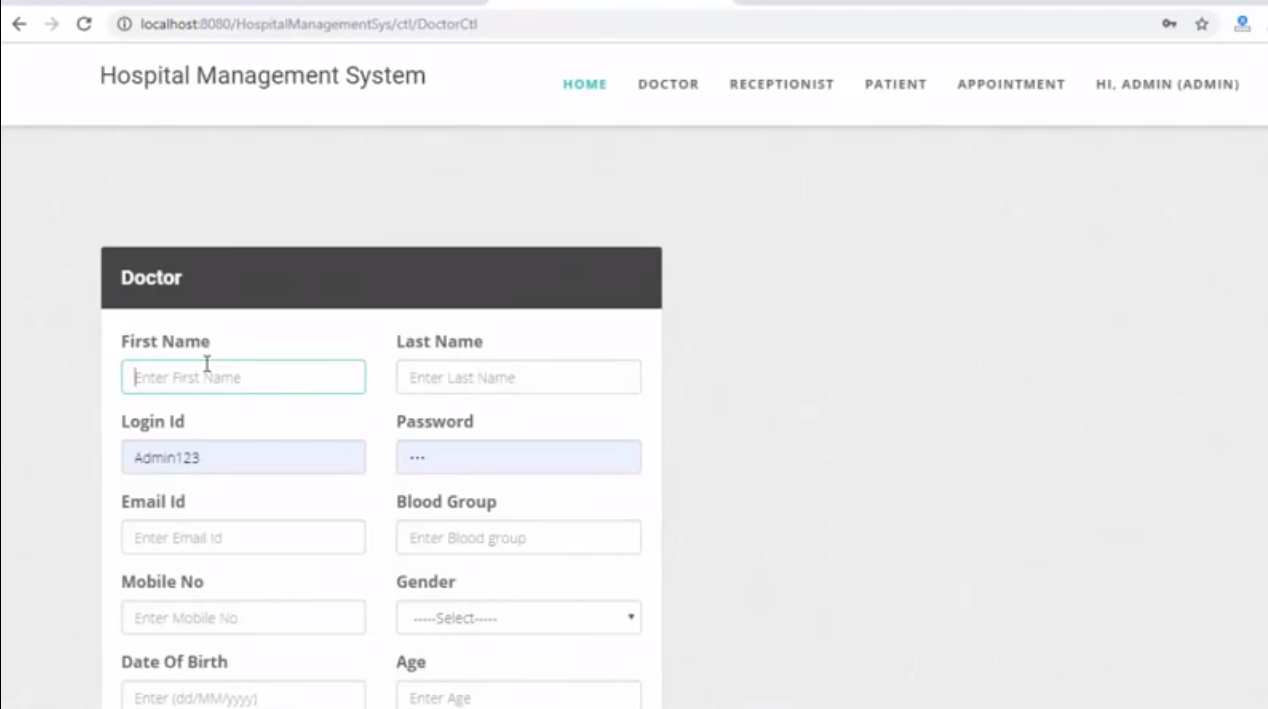 localhost:8080/HospitalManagementSys/ctl/DoctorCtl
Hospital Management System
HOME DOCTOR RECEPTIONIST PATIENT APPOINTMENT HI, ADMIN (ADMIN)
Doctor
First Name Last Name
Enter First Name Enter Last Name
Login Id Password
Admin123 •••
Email Id Blood Group
Enter Email Id Enter Blood group
Mobile No Gender
Enter Mobile No -----Select-----
Date Of Birth Age
Enter (dd/MM/yyyy) Enter Age